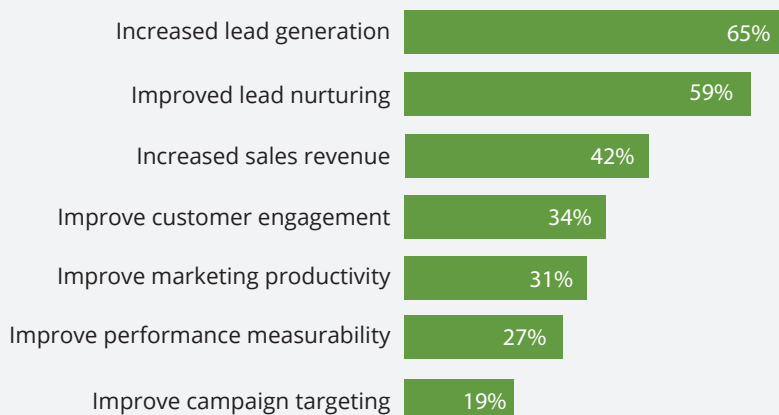 Increased lead generation 65%
Improved lead nurturing 59%
Increased sales revenue 42%
Improve customer engagement 34%
Improve marketing productivity 31%
Improve performance measurability 27%
Improve campaign targeting 19%